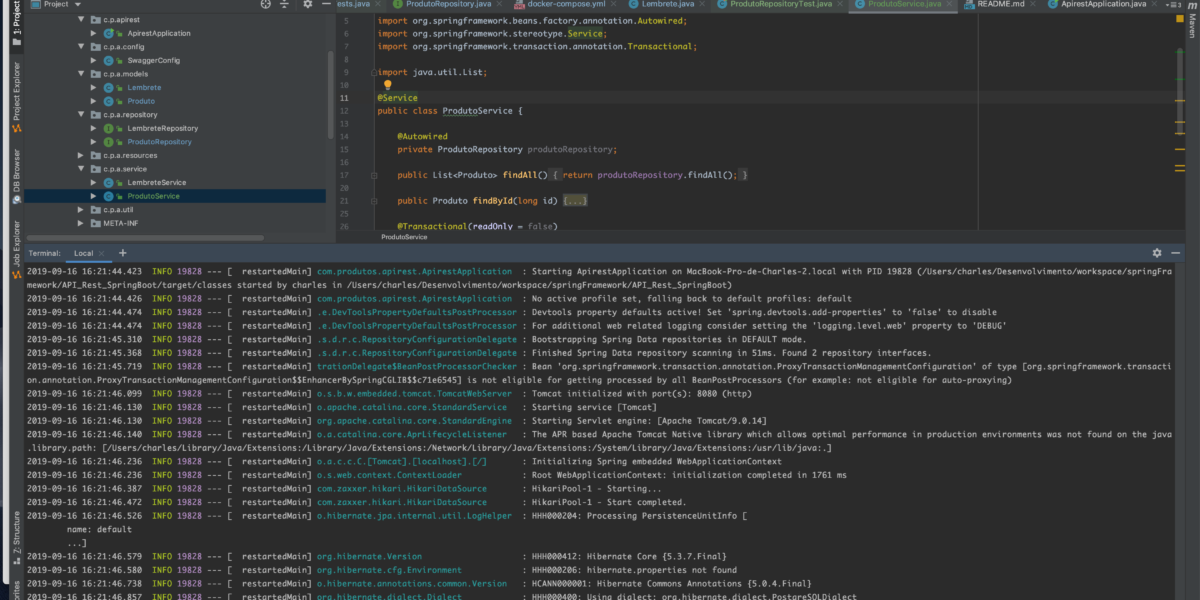 Project
ests.java
ProdutoRepository.java
docker-compose.yml
Lembrete.java
ProdutoRepositoryTest.java
ProdutoService.java
README.md
ApirestApplication.java
1: Project
Project Explorer
DB Browser
Job Explorer
Z: Structure
Maven
c.p.apirest
ApirestApplication
c.p.a.config
SwaggerConfig
c.p.a.models
Lembrete
Produto
c.p.a.repository
LembreteRepository
ProdutoRepository
c.p.a.resources
c.p.a.service
LembreteService
ProdutoService
c.p.a.util
META-INF
5 import org.springframework.beans.factory.annotation.Autowired;
6 import org.springframework.stereotype.Service;
7 import org.springframework.transaction.annotation.Transactional;
8
9 import java.util.List;
10
11 @Service
12 public class ProdutoService {
13
14 @Autowired
15 private ProdutoRepository produtoRepository;
16
17 public List<Produto> findAll() { return produtoRepository.findAll(); }
20
21 public Produto findById(long id) {...}
25
26 @Transactional(readOnly = false)
ProdutoService
Terminal: Local × +
2019-09-16 16:21:44.423 INFO 19828 --- [ restartedMain] com.produtos.apirest.ApirestApplication : Starting ApirestApplication on MacBook-Pro-de-Charles-2.local with PID 19828 (/Users/charles/Desenvolvimento/workspace/springFra
mework/API_Rest_SpringBoot/target/classes started by charles in /Users/charles/Desenvolvimento/workspace/springFramework/API_Rest_SpringBoot)
2019-09-16 16:21:44.426 INFO 19828 --- [ restartedMain] com.produtos.apirest.ApirestApplication : No active profile set, falling back to default profiles: default
2019-09-16 16:21:44.474 INFO 19828 --- [ restartedMain] .e.DevToolsPropertyDefaultsPostProcessor : Devtools property defaults active! Set 'spring.devtools.add-properties' to 'false' to disable
2019-09-16 16:21:44.474 INFO 19828 --- [ restartedMain] .e.DevToolsPropertyDefaultsPostProcessor : For additional web related logging consider setting the 'logging.level.web' property to 'DEBUG'
2019-09-16 16:21:45.310 INFO 19828 --- [ restartedMain] .s.d.r.c.RepositoryConfigurationDelegate : Bootstrapping Spring Data repositories in DEFAULT mode.
2019-09-16 16:21:45.368 INFO 19828 --- [ restartedMain] .s.d.r.c.RepositoryConfigurationDelegate : Finished Spring Data repository scanning in 51ms. Found 2 repository interfaces.
2019-09-16 16:21:45.719 INFO 19828 --- [ restartedMain] trationDelegate$BeanPostProcessorChecker : Bean 'org.springframework.transaction.annotation.ProxyTransactionManagementConfiguration' of type [org.springframework.transacti
on.annotation.ProxyTransactionManagementConfiguration$$EnhancerBySpringCGLIB$$c71e6545] is not eligible for getting processed by all BeanPostProcessors (for example: not eligible for auto-proxying)
2019-09-16 16:21:46.099 INFO 19828 --- [ restartedMain] o.s.b.w.embedded.tomcat.TomcatWebServer : Tomcat initialized with port(s): 8080 (http)
2019-09-16 16:21:46.130 INFO 19828 --- [ restartedMain] o.apache.catalina.core.StandardService : Starting service [Tomcat]
2019-09-16 16:21:46.130 INFO 19828 --- [ restartedMain] org.apache.catalina.core.StandardEngine : Starting Servlet engine: [Apache Tomcat/9.0.14]
2019-09-16 16:21:46.140 INFO 19828 --- [ restartedMain] o.a.catalina.core.AprLifecycleListener : The APR based Apache Tomcat Native library which allows optimal performance in production environments was not found on the java
.library.path: [/Users/charles/Library/Java/Extensions:/Library/Java/Extensions:/Network/Library/Java/Extensions:/System/Library/Java/Extensions:/usr/lib/java:.]
2019-09-16 16:21:46.236 INFO 19828 --- [ restartedMain] o.a.c.c.C.[Tomcat].[localhost].[/] : Initializing Spring embedded WebApplicationContext
2019-09-16 16:21:46.236 INFO 19828 --- [ restartedMain] o.s.web.context.ContextLoader : Root WebApplicationContext: initialization completed in 1761 ms
2019-09-16 16:21:46.387 INFO 19828 --- [ restartedMain] com.zaxxer.hikari.HikariDataSource : HikariPool-1 - Starting...
2019-09-16 16:21:46.472 INFO 19828 --- [ restartedMain] com.zaxxer.hikari.HikariDataSource : HikariPool-1 - Start completed.
2019-09-16 16:21:46.526 INFO 19828 --- [ restartedMain] o.hibernate.jpa.internal.util.LogHelper : HHH000204: Processing PersistenceUnitInfo [
name: default
...]
2019-09-16 16:21:46.579 INFO 19828 --- [ restartedMain] org.hibernate.Version : HHH000412: Hibernate Core {5.3.7.Final}
2019-09-16 16:21:46.580 INFO 19828 --- [ restartedMain] org.hibernate.cfg.Environment : HHH000206: hibernate.properties not found
2019-09-16 16:21:46.738 INFO 19828 --- [ restartedMain] o.hibernate.annotations.common.Version : HCANN000001: Hibernate Commons Annotations {5.0.4.Final}
2019-09-16 16:21:46.857 INFO 19828 --- [ restartedMain] org.hibernate.dialect.Dialect : HHH000400: Using dialect: org.hibernate.dialect.PostgreSQLDialect